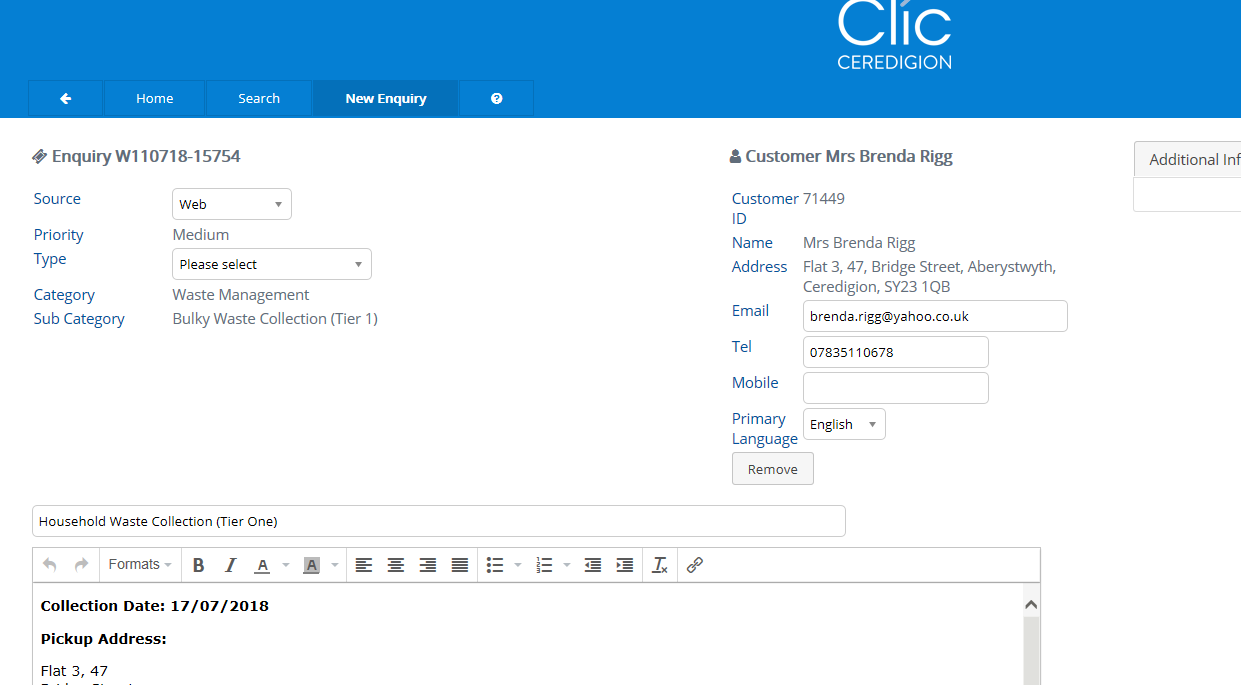 Clic
CEREDIGION
Home Search New Enquiry ?
Enquiry W110718-15754
Source Web
Priority Medium
Type Please select
Category Waste Management
Sub Category Bulky Waste Collection (Tier 1)
Customer Mrs Brenda Rigg
Customer ID 71449
Name Mrs Brenda Rigg
Address Flat 3, 47, Bridge Street, Aberystwyth,
Ceredigion, SY23 1QB
Email brenda.rigg@yahoo.co.uk
Tel 07835110678
Mobile
Primary Language English
Remove
Additional Inf
Household Waste Collection (Tier One)
Formats B I A A
Collection Date: 17/07/2018
Pickup Address:
Flat 3, 47